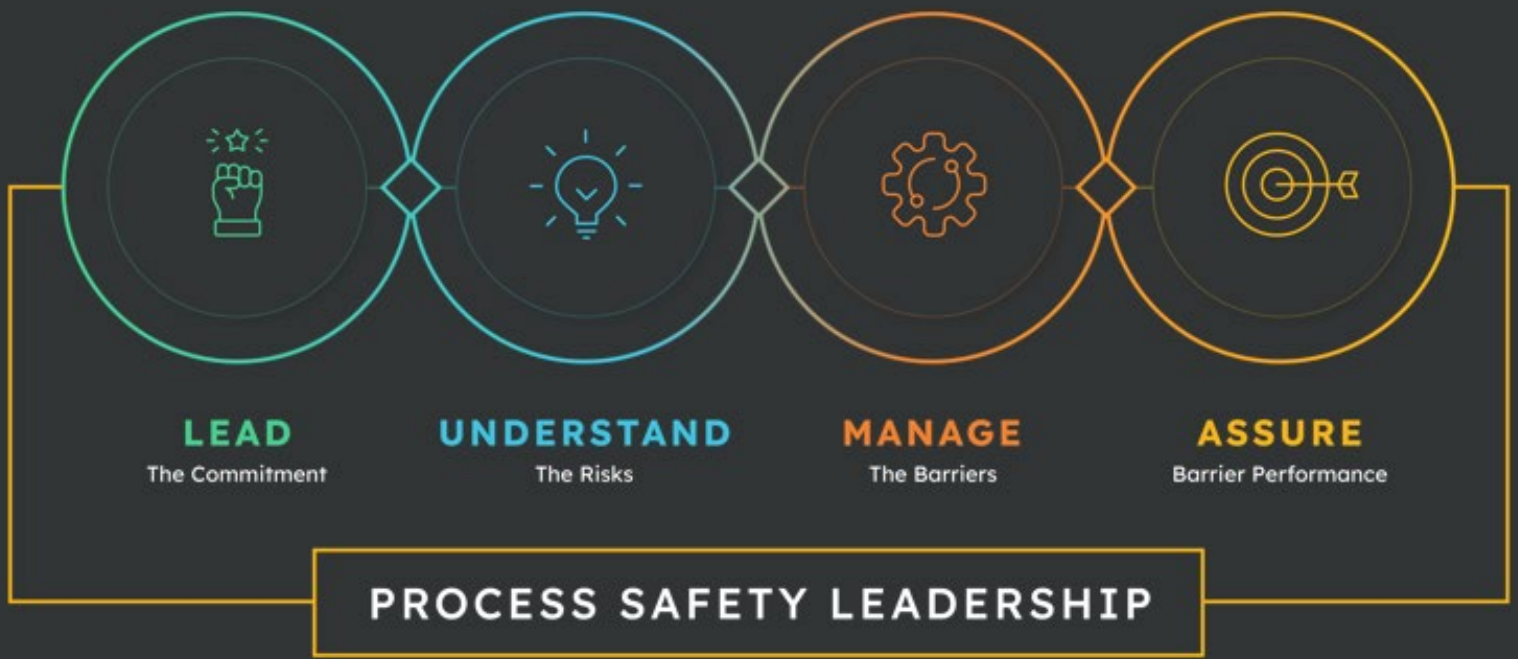 LEAD
The Commitment
UNDERSTAND
The Risks
MANAGE
The Barriers
ASSURE
Barrier Performance
PROCESS SAFETY LEADERSHIP